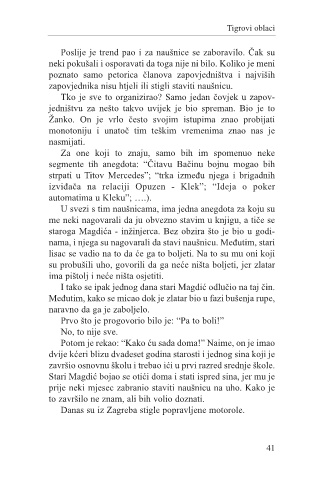 Tigrovi oblaci
Poslije je trend pao i za naušnice se zaboravilo. Čak su
neki pokušali i osporavati da toga nije ni bilo. Koliko je meni
poznato samo petorica članova zapovjedništva i najviših
zapovjednika nisu htjeli ili stigli staviti naušnicu.
Tko je sve to organizirao? Samo jedan čovjek u zapov-
jedništvu za nešto takvo uvijek je bio spreman. Bio je to
Žanko. On je vrlo često svojim istupima znao probijati
monotoniju i unatoč tim teškim vremenima znao nas je
nasmijati.
Za one koji to znaju, samo bih im spomenuo neke
segmente tih anegdota: “Čitavu Bačinu bojnu mogao bih
strpati u Titov Mercedes”; “trka između njega i brigadnih
izviđača na relaciji Opuzen - Klek”; “Ideja o poker
automatima u Kleku”; ….).
U svezi s tim naušnicama, ima jedna anegdota za koju su
me neki nagovarali da ju obvezno stavim u knjigu, a tiče se
staroga Magdića - inžinjerca. Bez obzira što je bio u godi-
nama, i njega su nagovarali da stavi naušnicu. Međutim, stari
lisac se vadio na to da će ga to boljeti. Na to su mu oni koji
su probušili uho, govorili da ga neće ništa boljeti, jer zlatar
ima pištolj i neće ništa osjetiti.
I tako se ipak jednog dana stari Magdić odlučio na taj čin.
Međutim, kako se micao dok je zlatar bio u fazi bušenja rupe,
naravno da ga je zaboljelo.
Prvo što je progovorio bilo je: “Pa to boli!”
No, to nije sve.
Potom je rekao: “Kako ću sada doma!” Naime, on je imao
dvije kćeri blizu dvadeset godina starosti i jednog sina koji je
završio osnovnu školu i trebao ići u prvi razred srednje škole.
Stari Magdić bojao se otići doma i stati ispred sina, jer mu je
prije neki mjesec zabranio staviti naušnicu na uho. Kako je
to završilo ne znam, ali bih volio doznati.
Danas su iz Zagreba stigle popravljene motorole.
41